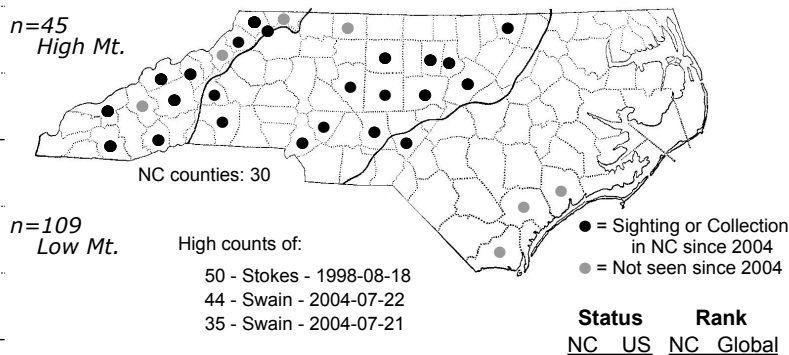 n=45
High Mt.
NC counties: 30
n=109
Low Mt.
High counts of:
50 - Stokes - 1998-08-18
44 - Swain - 2004-07-22
35 - Swain - 2004-07-21
● = Sighting or Collection
in NC since 2004
● = Not seen since 2004
Status Rank
NC US NC Global